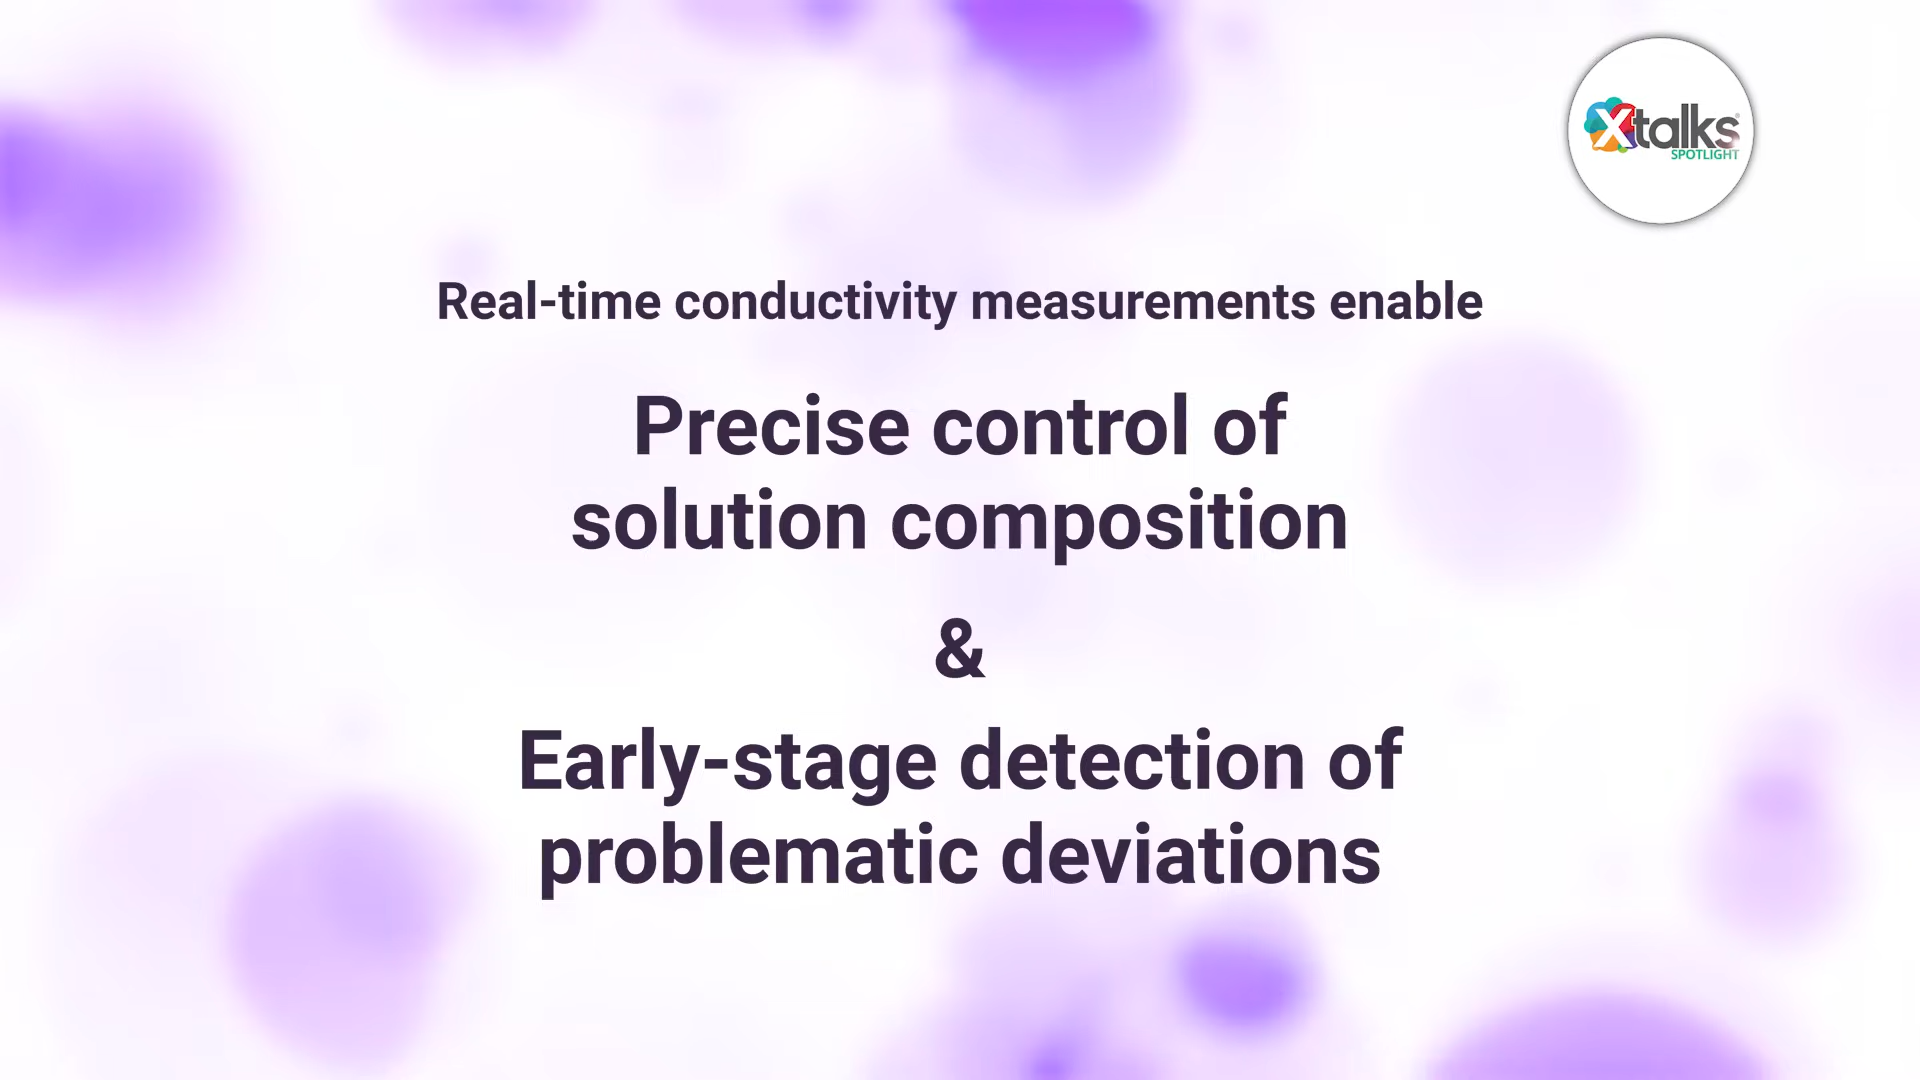 Xtalks
SPOTLIGHT
Real-time conductivity measurements enable
Precise control of
solution composition
&
Early-stage detection of
problematic deviations